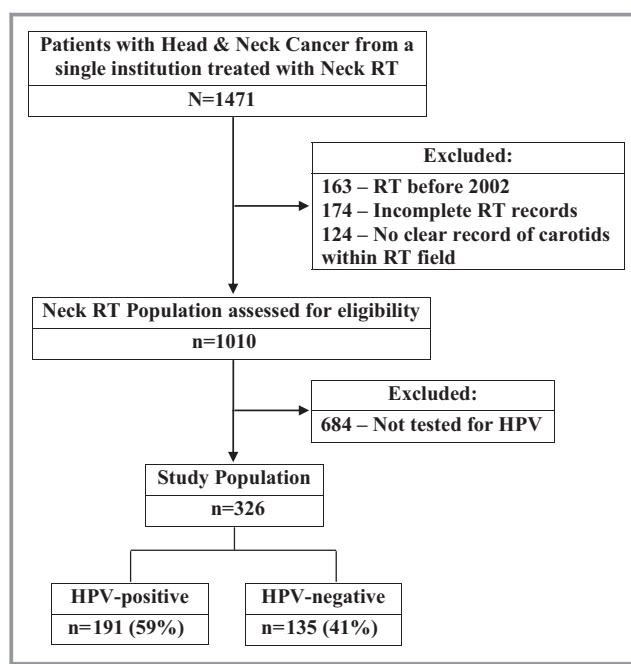 Patients with Head & Neck Cancer from a
single institution treated with Neck RT
N=1471
Excluded:
163 – RT before 2002
174 – Incomplete RT records
124 – No clear record of carotids
within RT field
Neck RT Population assessed for eligibility
n=1010
Excluded:
684 – Not tested for HPV
Study Population
n=326
HPV-positive
n=191 (59%)
HPV-negative
n=135 (41%)